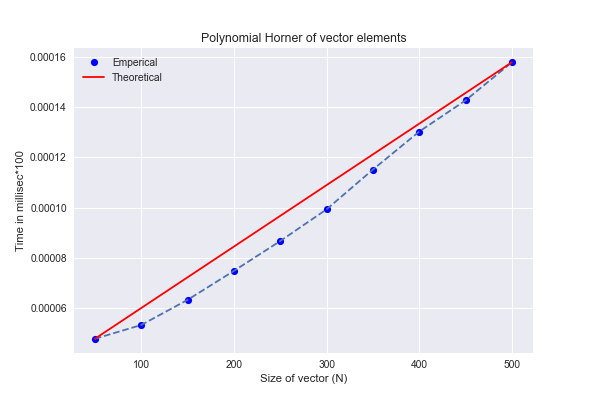 Polynomial Horner of vector elements
Emperical
Theoretical
0.00016
0.00014
0.00012
0.00010
0.00008
0.00006
Time in millisec*100
100 200 300 400 500
Size of vector (N)